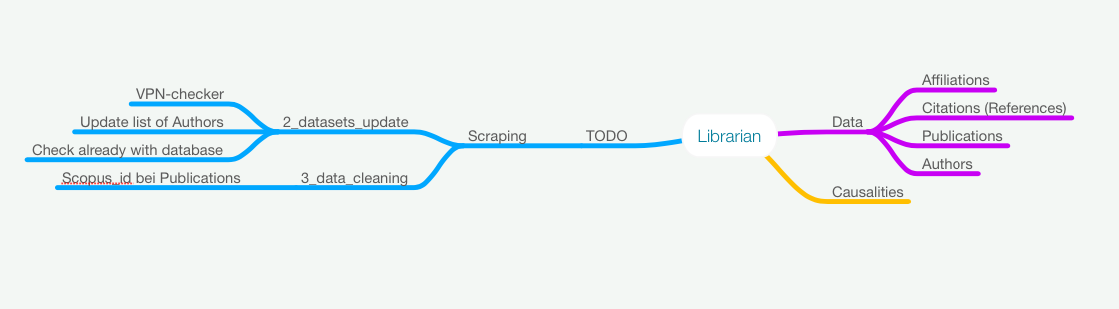 VPN-checker
Update list of Authors
Check already with database
2_datasets_update
Scopus_id bei Publications
3_data_cleaning
Scraping
TODO
Librarian
Data
Affiliations
Citations (References)
Publications
Authors
Causalities